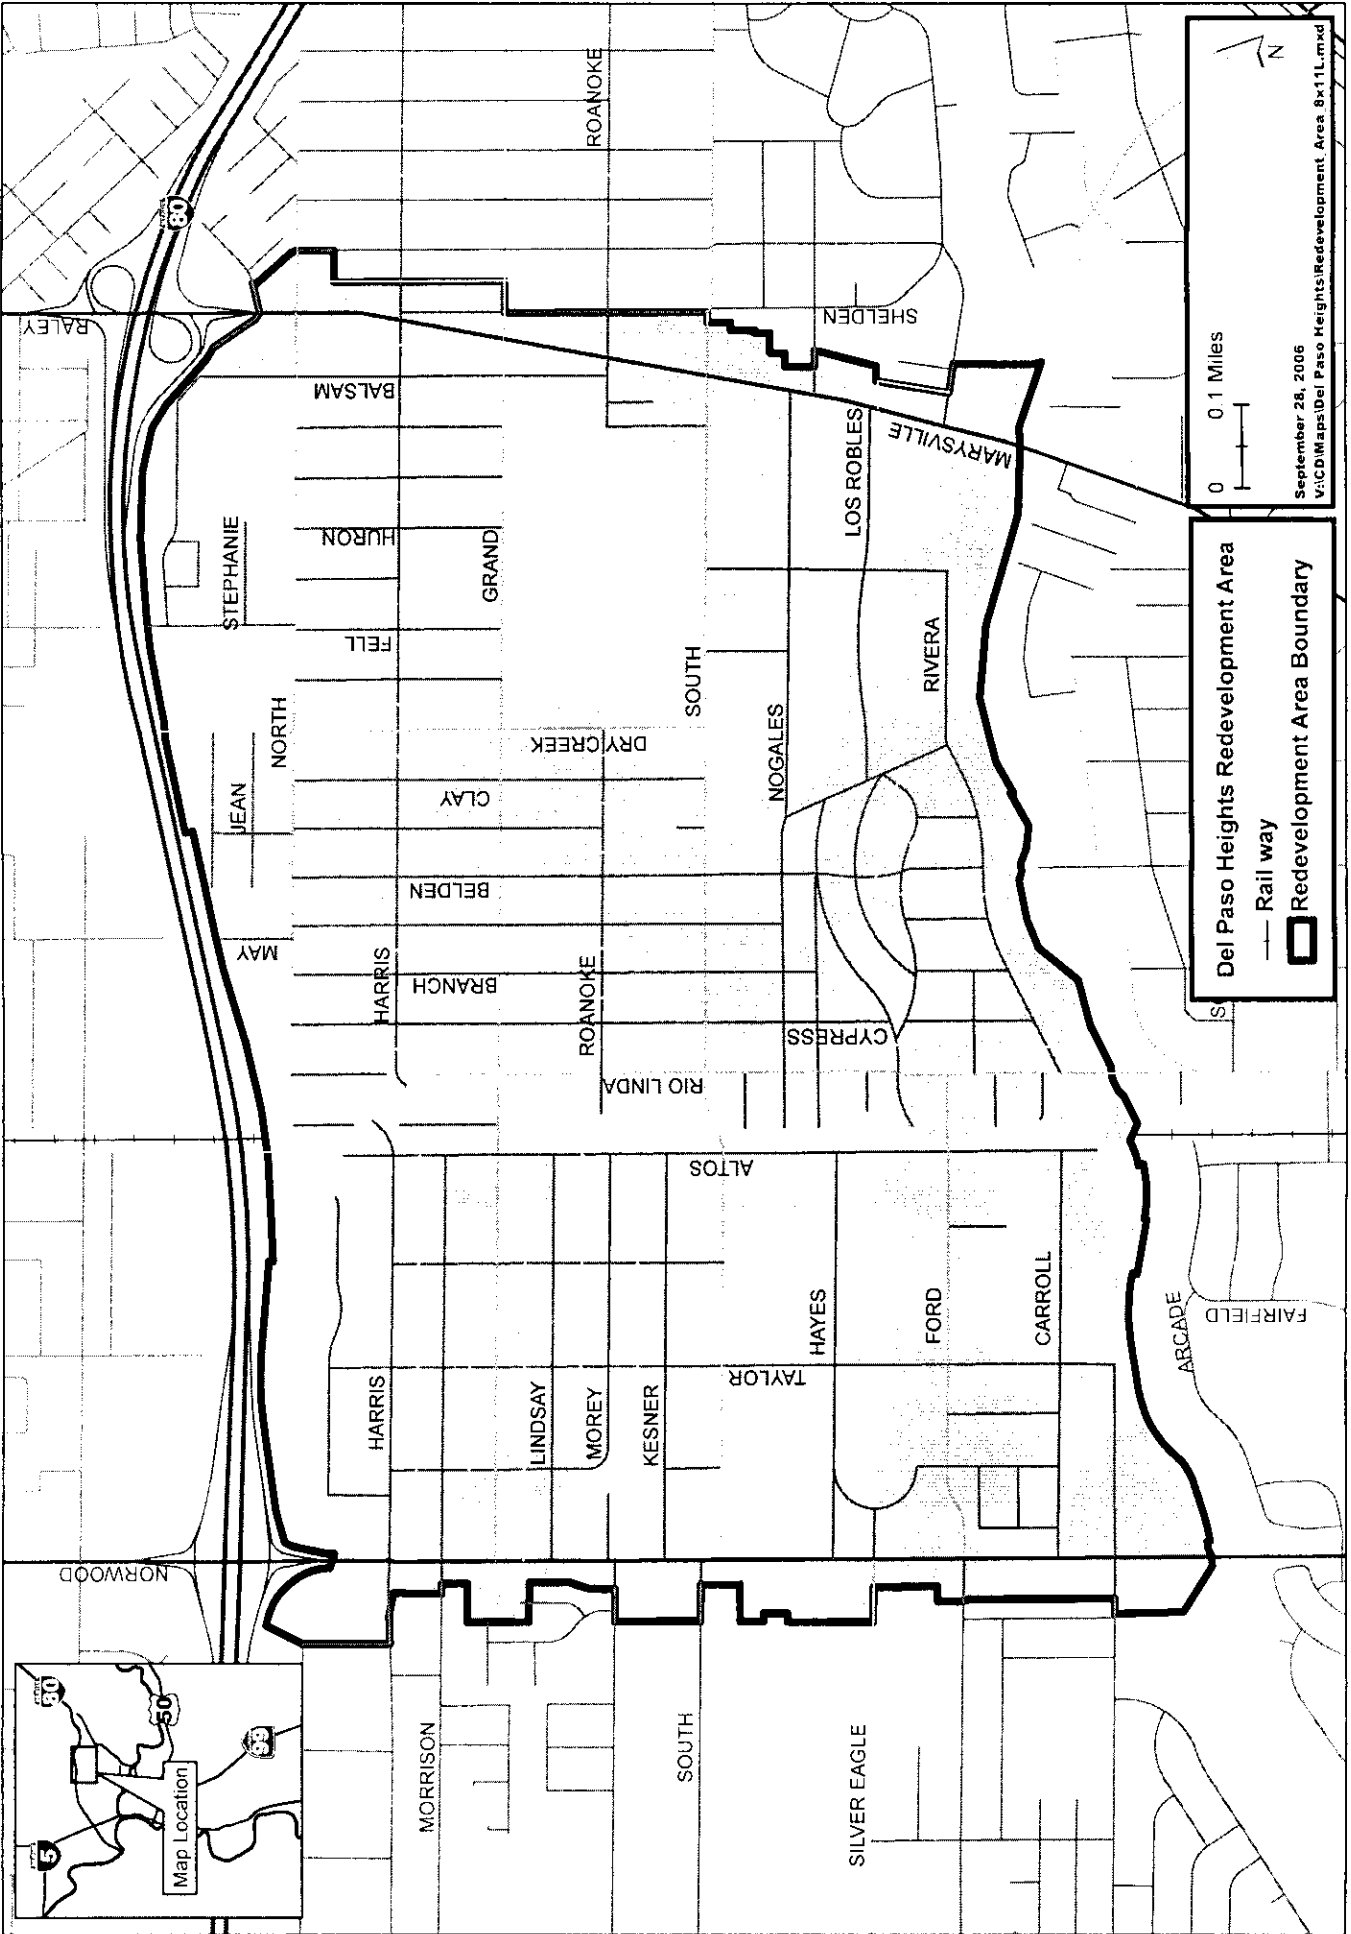 80
5
50
99
Map Location
NORWOOD
RALEY
80
STEPHANIE
JEAN
NORTH
MAY
HARRIS
HARRIS
BALSAM
HURON
FELL
GRAND
CLAY
DRY CREEK
BELDEN
BRANCH
ROANOKE
ROANOKE
RIO LINDA
MORRISON
LINDSAY
MOREY
KESNER
ALTOS
TAYLOR
SOUTH
SOUTH
NOGALES
CYPRESS
HAYES
SHELDEN
LOS ROBLES
MARYSVILLE
SILVER EAGLE
FORD
RIVERA
CARROLL
ARCADE
FAIRFIELD
Del Paso Heights Redevelopment Area
Rail way
Redevelopment Area Boundary
0 0.1 Miles
N
September 28, 2006
V:\CD\Maps\Del Paso Heights\Redevelopment_Area_8x11L.mxd